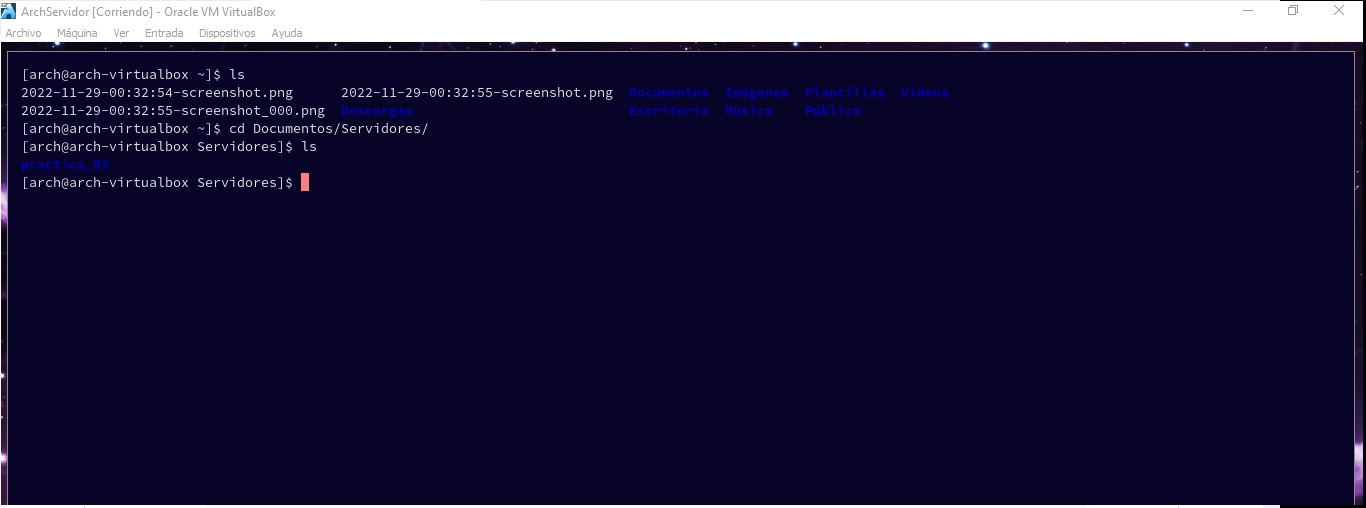 ArchServidor [Corriendo] - Oracle VM VirtualBox
Archivo Máquina Ver Entrada Dispositivos Ayuda
[arch@arch-virtualbox ~]$ ls
2022-11-29-00:32:54-screenshot.png 2022-11-29-00:32:55-screenshot.png Documentos Imágenes Plantillas Vídeos
2022-11-29-00:32:55-screenshot_000.png Descargas Escritorio Música Público
[arch@arch-virtualbox ~]$ cd Documentos/Servidores/
[arch@arch-virtualbox Servidores]$ ls
practica_02
[arch@arch-virtualbox Servidores]$